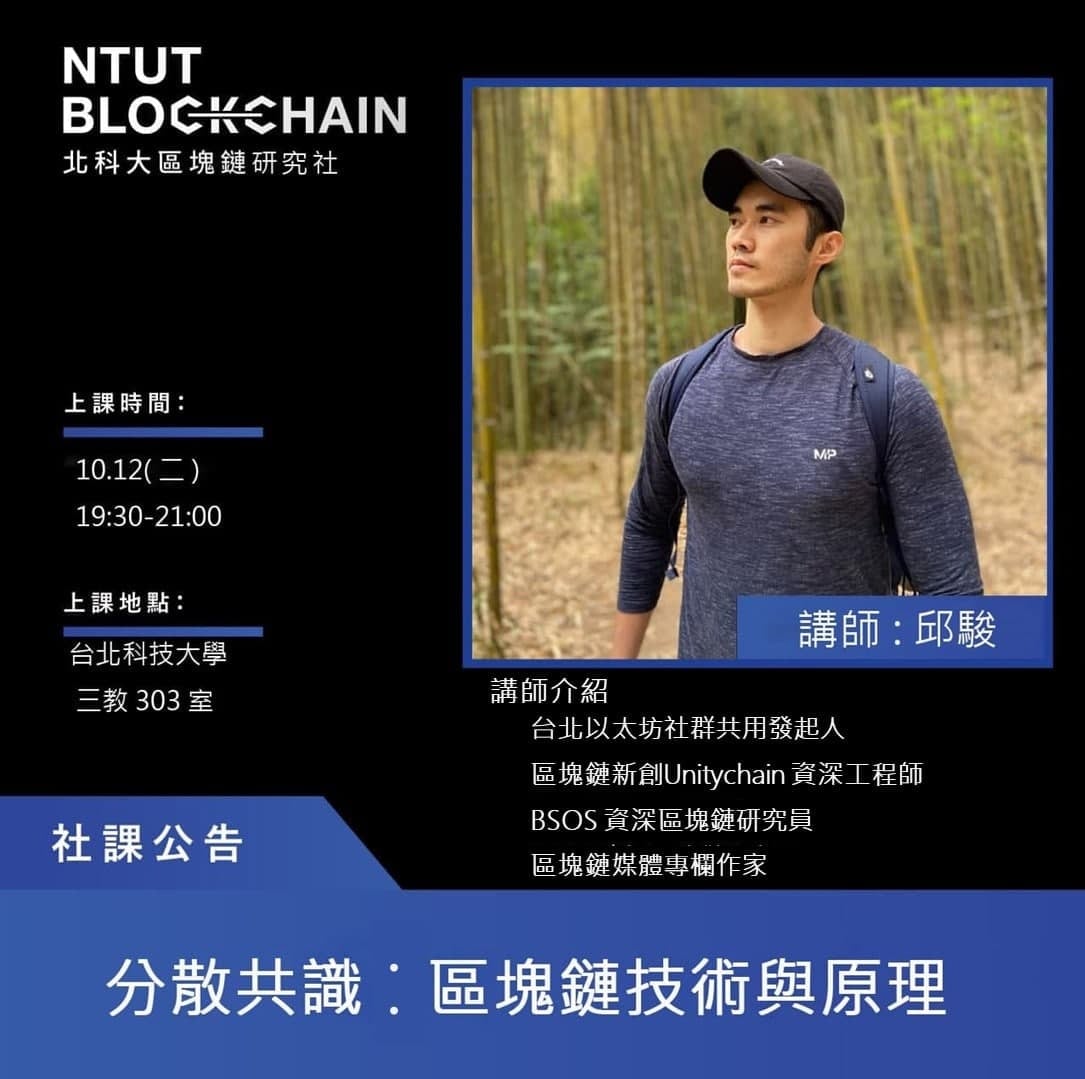 NTUT
BLOCKCHAIN
北科大區塊鏈研究社
上課時間：
10.12( 二 )
19:30-21:00
上課地點：
台北科技大學
三教 303 室
MP
講師 : 邱駿
講師介紹
台北以太坊社群共用發起人
區塊鏈新創Unitychain 資深工程師
BSOS 資深區塊鏈研究員
區塊鏈媒體專欄作家
社課公告
分散共識：區塊鏈技術與原理